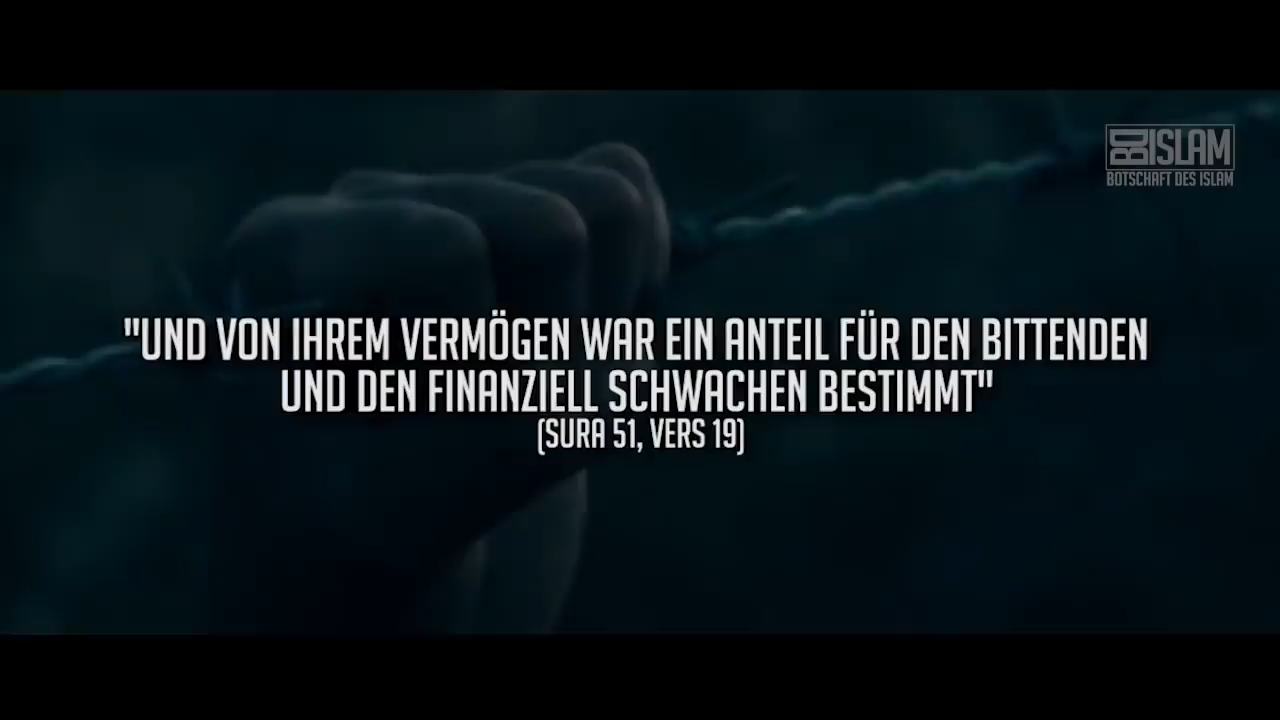 BDISLAM
BOTSCHAFT DES ISLAM
"UND VON IHREM VERMÖGEN WAR EIN ANTEIL FÜR DEN BITTENDEN
UND DEN FINANZIELL SCHWACHEN BESTIMMT"
(SURA 51, VERS 19)